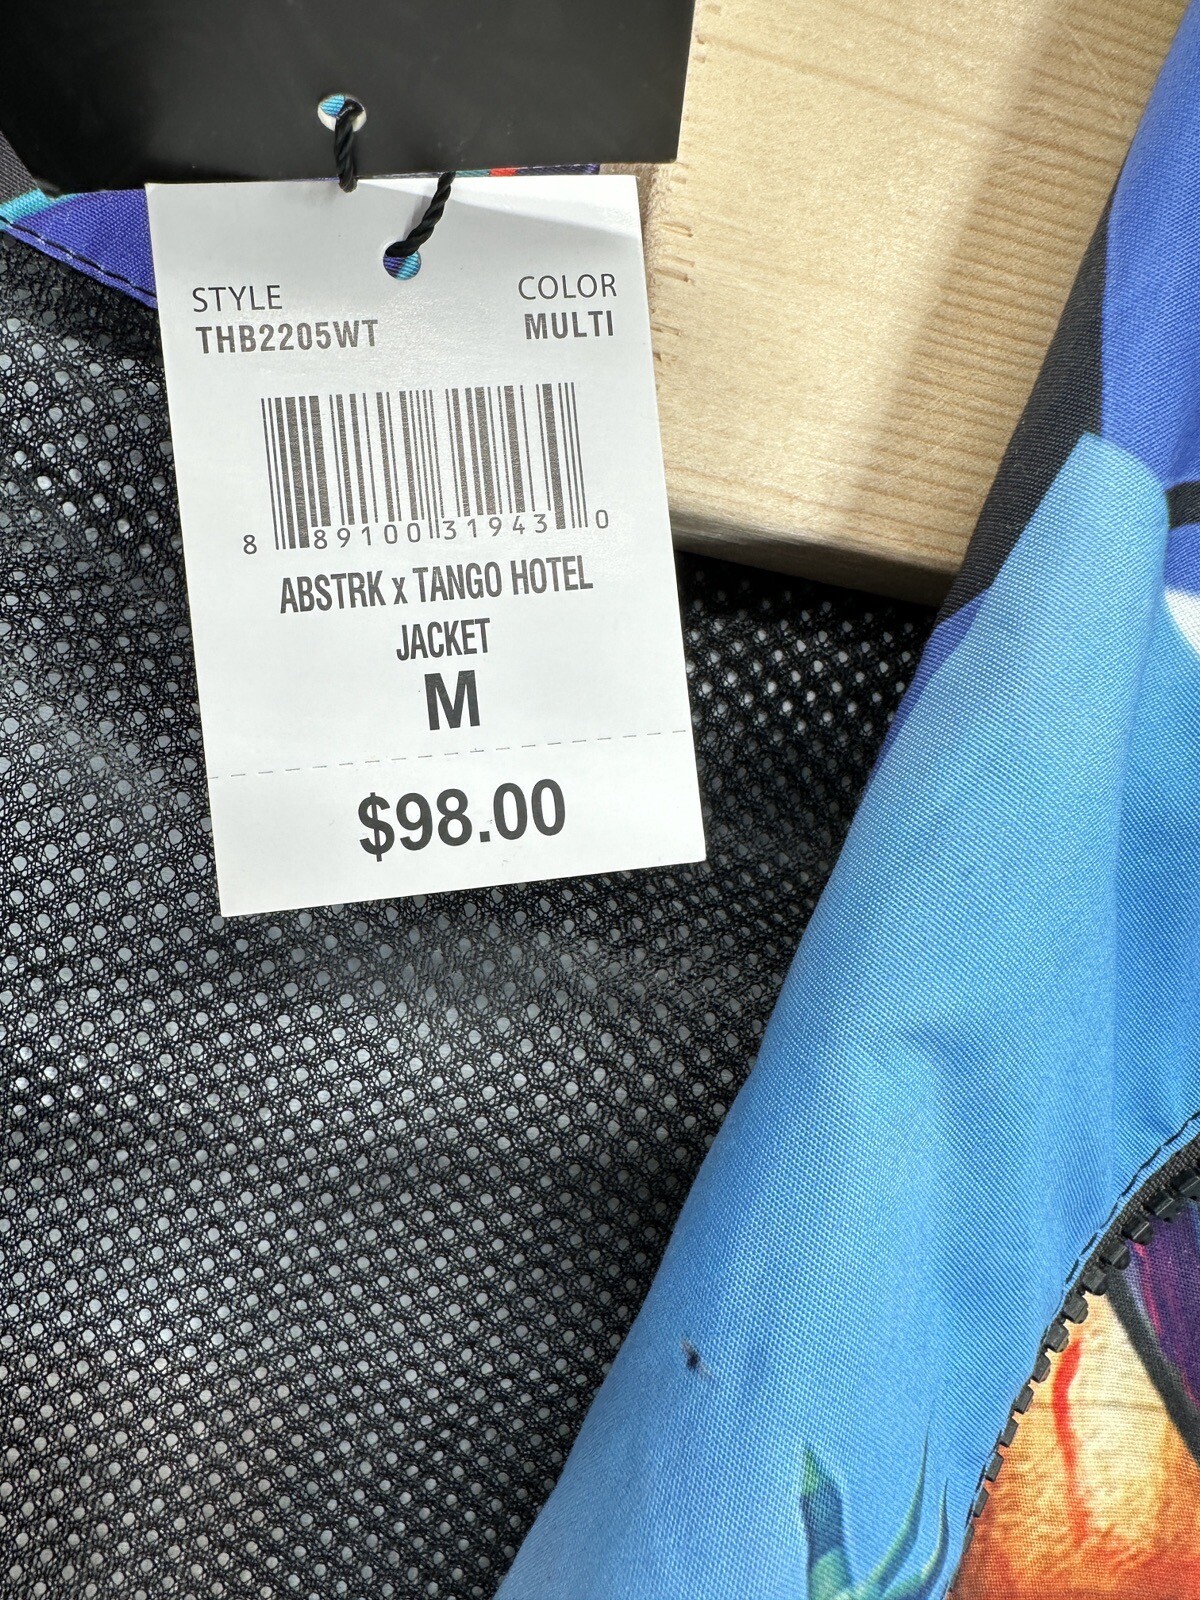 STYLE COLOR
THB2205WT MULTI
8 89100 31943 0
ABSTRK x TANGO HOTEL
JACKET
M
$98.00